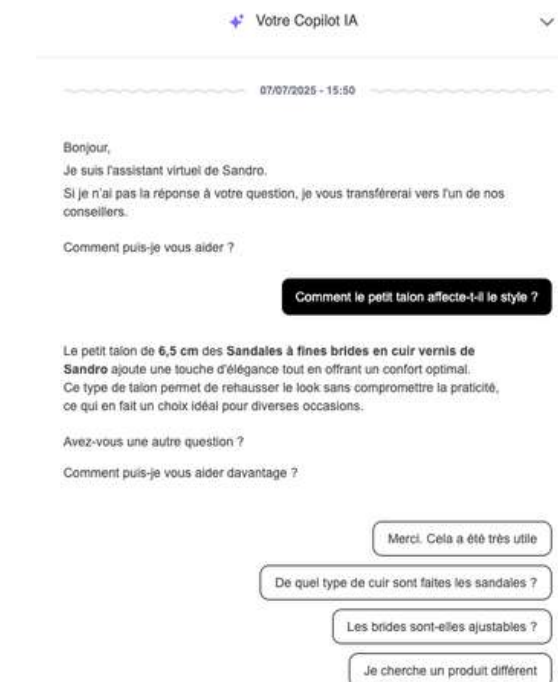 Votre Copilot IA
07/07/2025 - 15:50
Bonjour,
Je suis l'assistant virtuel de Sandro.
Si je n'ai pas la réponse à votre question, je vous transférerai vers l'un de nos
conseillers.
Comment puis-je vous aider ?
Comment le petit talon affecte-t-il le style ?
Le petit talon de 6,5 cm des Sandales à fines brides en cuir vernis de
Sandro ajoute une touche d'élégance tout en offrant un confort optimal.
Ce type de talon permet de rehausser le look sans compromettre la praticité,
ce qui en fait un choix idéal pour diverses occasions.
Avez-vous une autre question ?
Comment puis-je vous aider davantage ?
Merci. Cela a été très utile
De quel type de cuir sont faites les sandales ?
Les brides sont-elles ajustables ?
Je cherche un produit différent